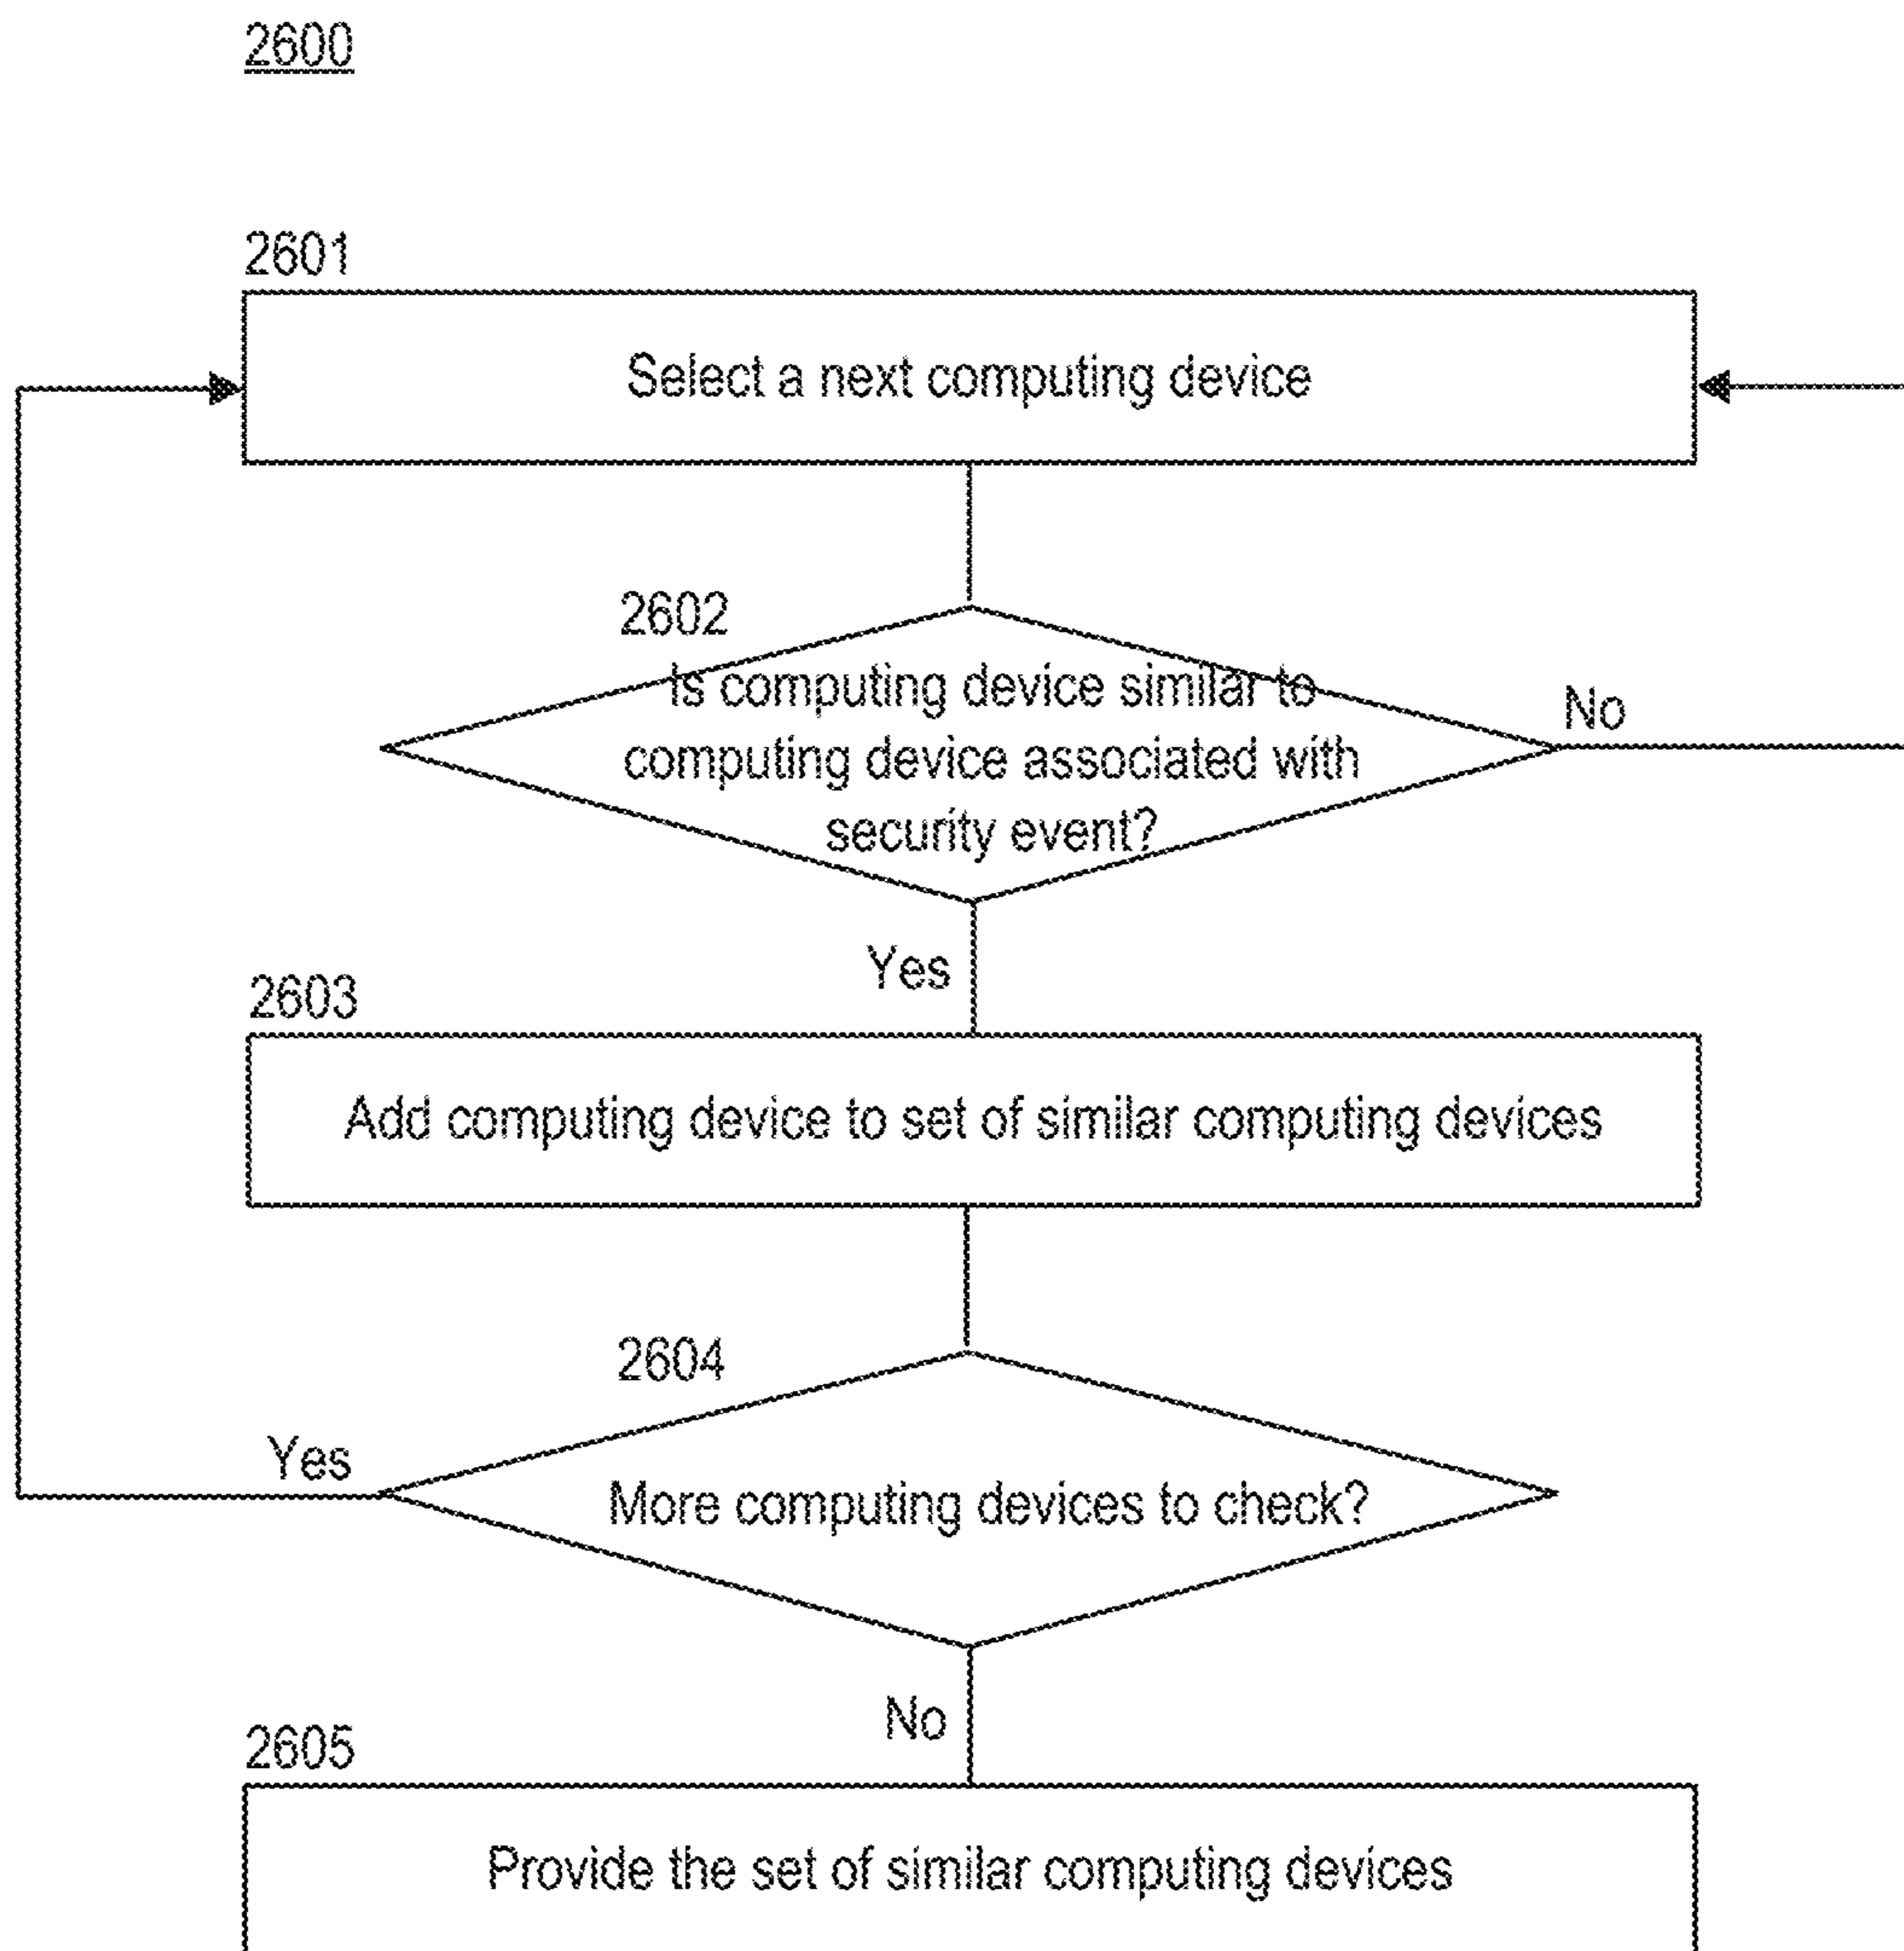 2600
2601
Select a next computing device
2602
Is computing device similar to
computing device associated with
security event?
No
Yes
2603
Add computing device to set of similar computing devices
2604
Yes
More computing devices to check?
No
2605
Provide the set of similar computing devices